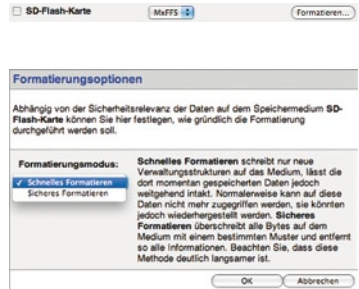 SD-Flash-Karte MxFFS Formatieren...
Formatierungsoptionen
Abhängig von der Sicherheitsrelevanz der Daten auf dem Speichermedium SD-
Flash-Karte können Sie hier festlegen, wie gründlich die Formatierung
durchgeführt werden soll.
Formatierungsmodus:
✓ Schnelles Formatieren
Sicheres Formatieren
Schnelles Formatieren schreibt nur neue
Verwaltungsstrukturen auf das Medium, lässt die
dort momentan gespeicherten Daten jedoch
weitgehend intakt. Normalerweise kann auf diese
Daten nicht mehr zugegriffen werden, sie könnten
jedoch wiederhergestellt werden. Sicheres
Formatieren überschreibt alle Bytes auf dem
Medium mit einem bestimmten Muster und entfernt
so alle Informationen. Beachten Sie, dass diese
Methode deutlich langsamer ist.
OK Abbrechen